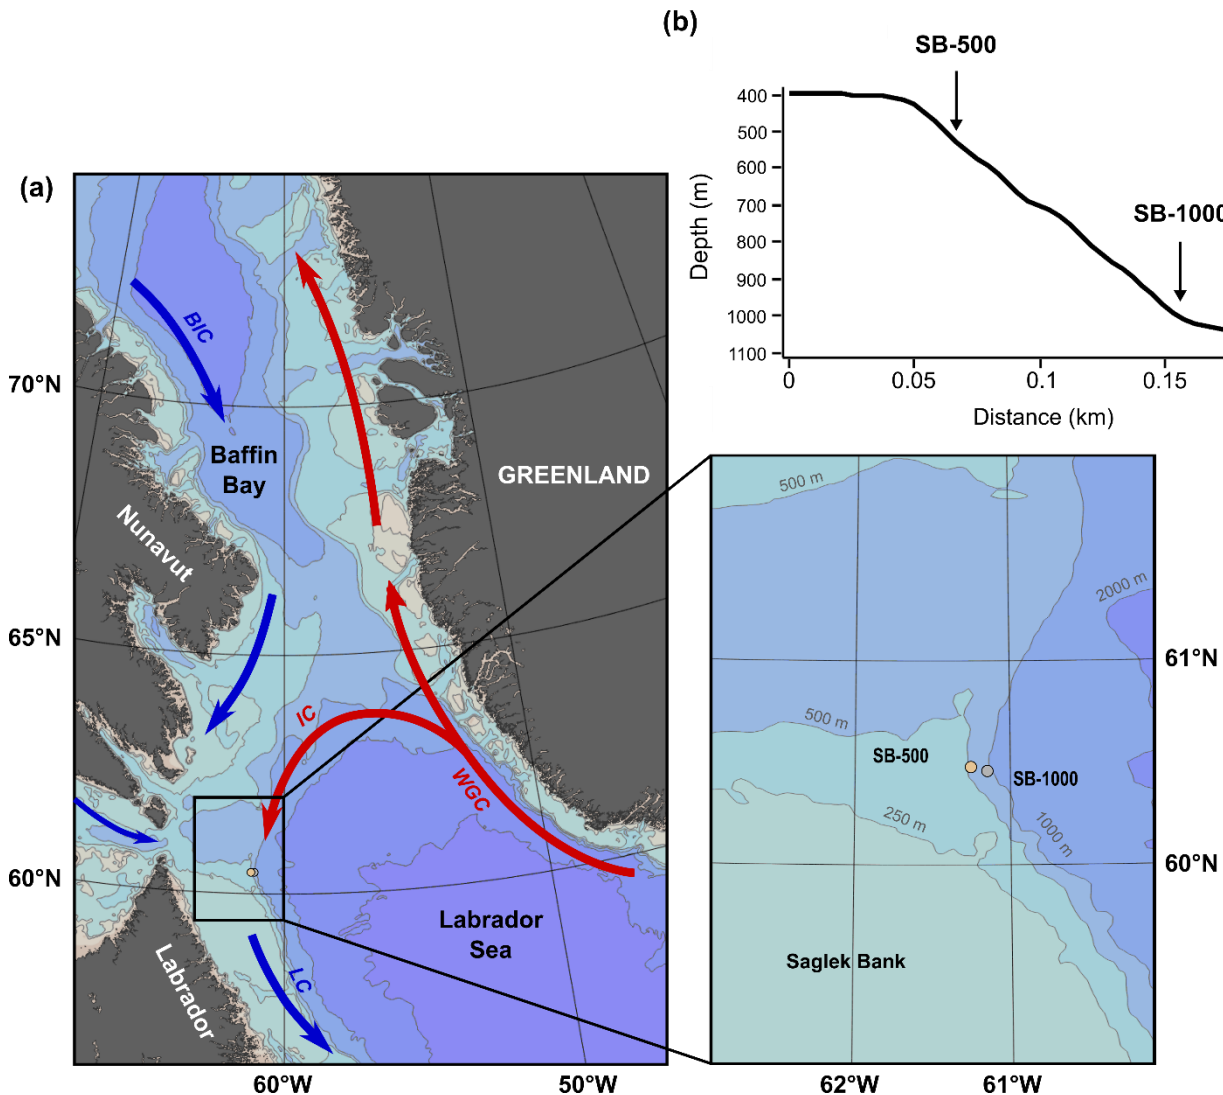 (b)
SB-500
SB-1000
400
500
600
700
800
900
1000
1100
Depth (m)
0
0.05
0.1
0.15
Distance (km)
(a)
BIC
70°N
Baffin
Bay
GREENLAND
Nunavut
65°N
IC
WGC
60°N
Labrador
Sea
LC
Labrador
60°W
50°W
500 m
2000 m
61°N
500 m
SB-500
SB-1000
250 m
1000 m
60°N
Saglek Bank
62°W
61°W